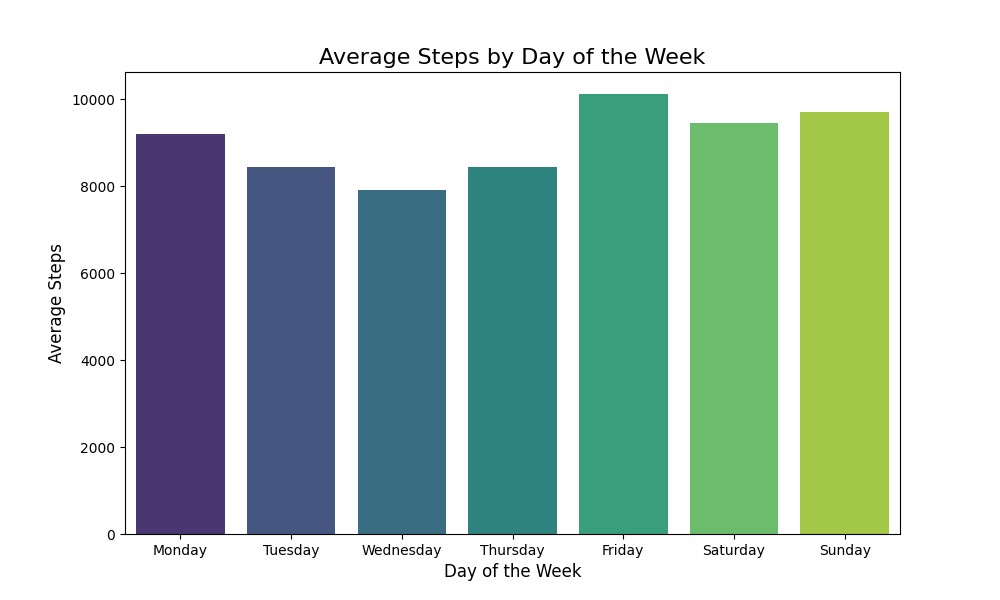 Average Steps by Day of the Week
10000
8000
6000
4000
2000
0
Average Steps
Monday Tuesday Wednesday Thursday Friday Saturday Sunday
Day of the Week